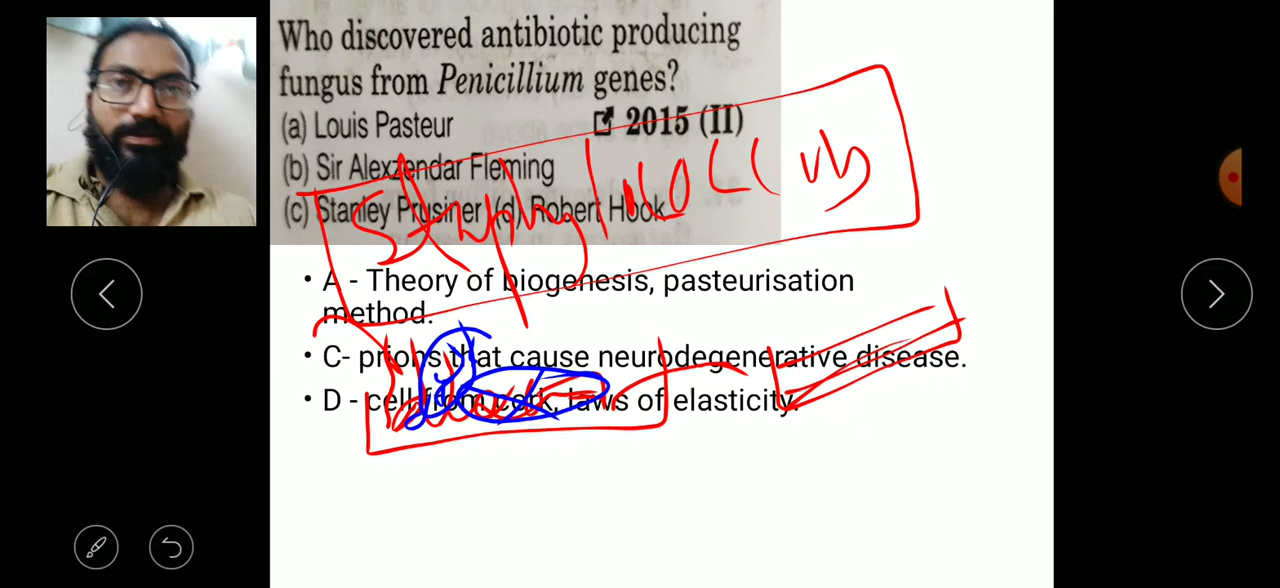 Who discovered antibiotic producing
fungus from Penicillium genes?
(a) Louis Pasteur 2015 (II)
(b) Sir Alexzendar Fleming
(c) Stanley Prusiner (d) Robert Hook
• A - Theory of biogenesis, pasteurisation
method.
• C- prions that cause neurodegenerative disease.
• D - cell from cork, laws of elasticity.